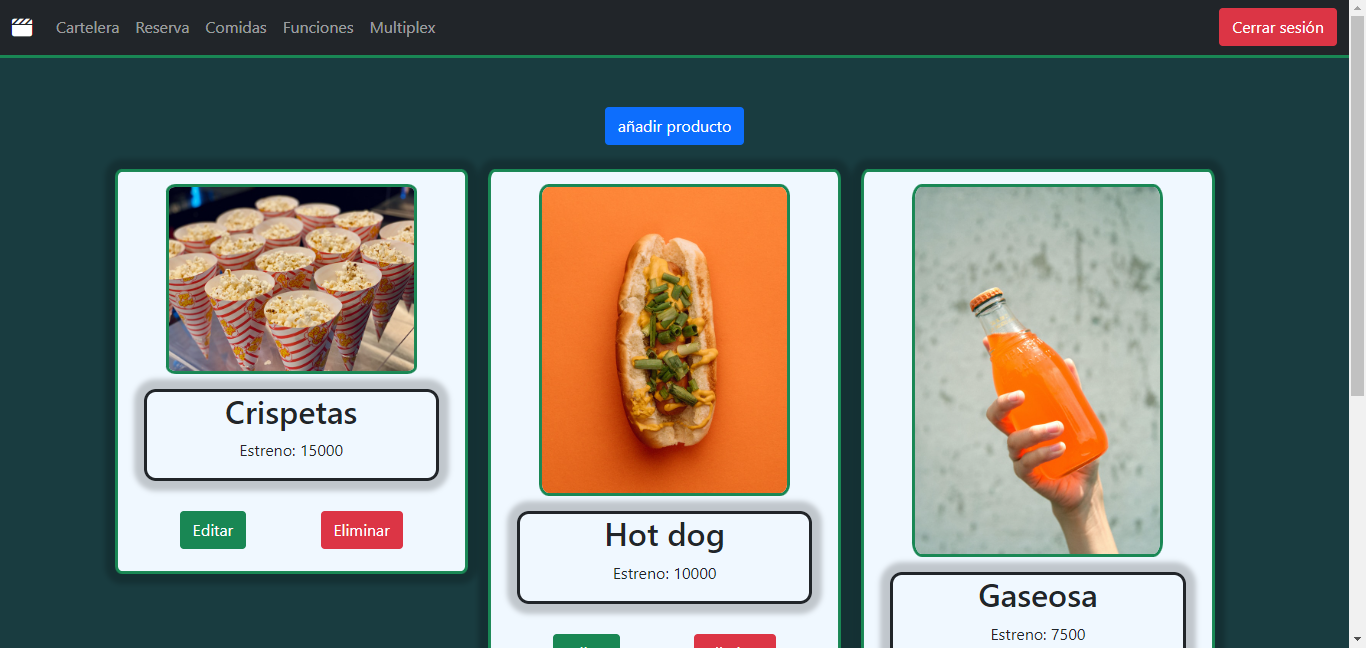 Cartelera Reserva Comidas Funciones Multiplex Cerrar sesión
añadir producto
Crispetas
Estreno: 15000
Editar Eliminar
Hot dog
Estreno: 10000
Gaseosa
Estreno: 7500